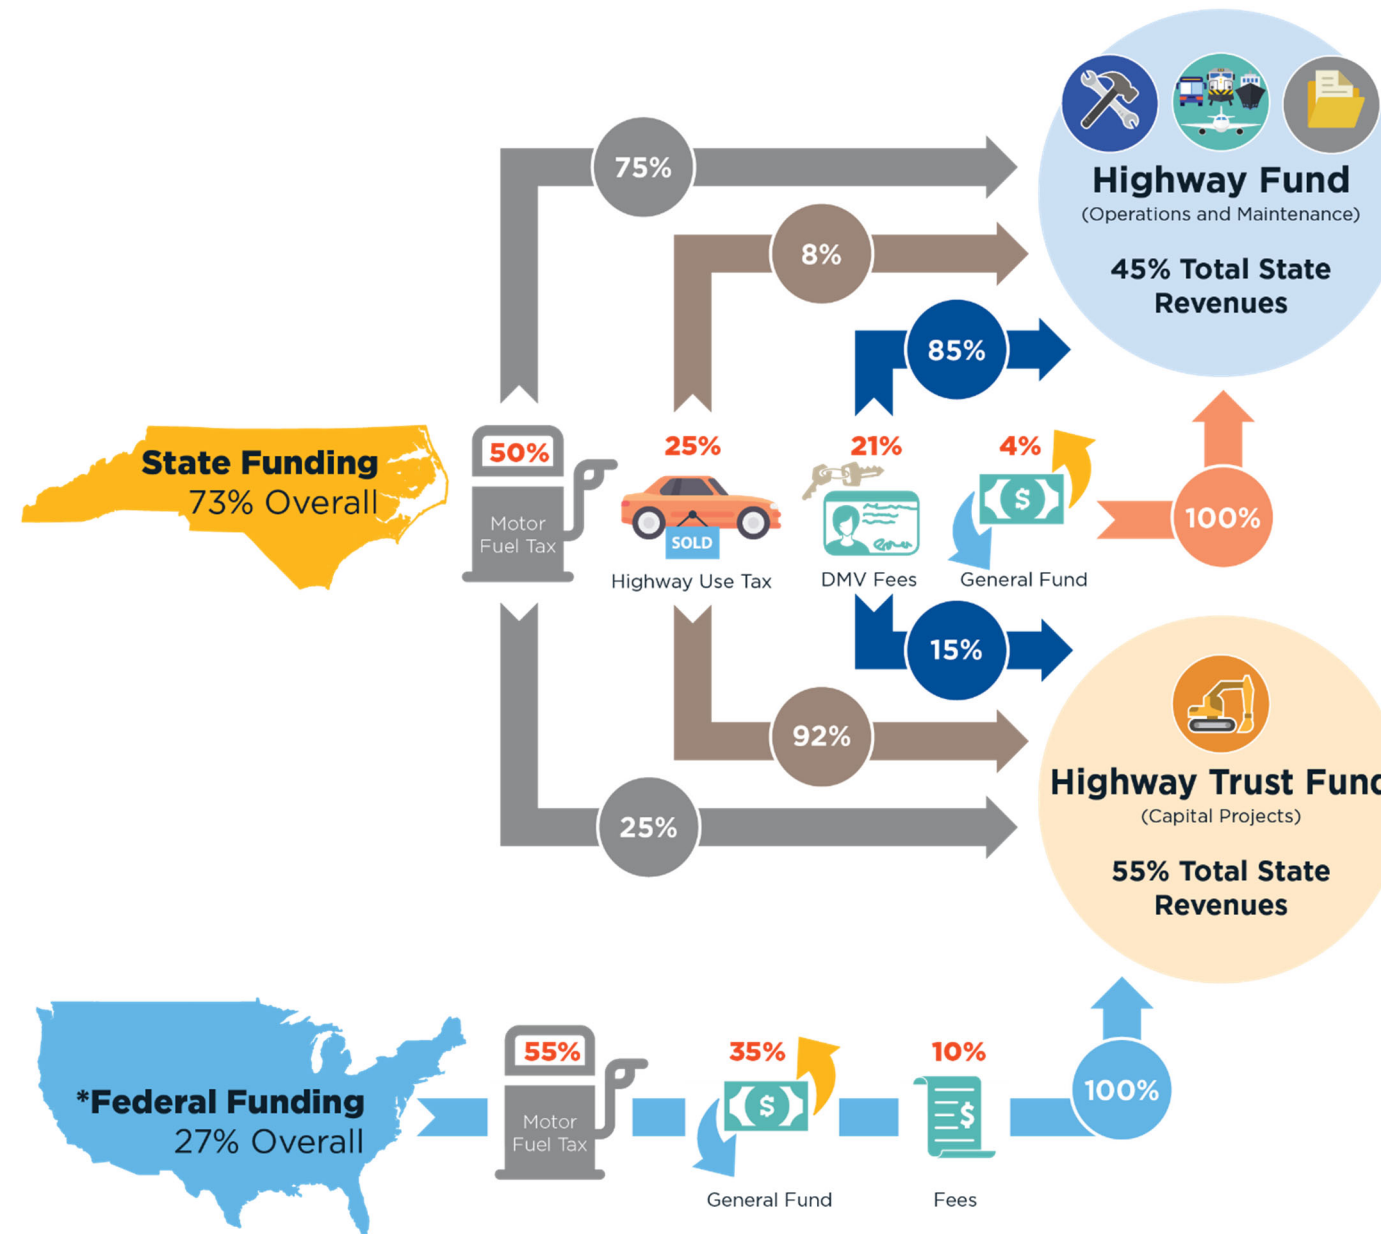 75%
Highway Fund
(Operations and Maintenance)
8%
45% Total State
Revenues
85%
State Funding
73% Overall
50%
Motor
Fuel Tax
25%
SOLD
Highway Use Tax
21%
DMV Fees
4%
$
General Fund
100%
15%
92%
25%
Highway Trust Fund
(Capital Projects)
55% Total State
Revenues
*Federal Funding
27% Overall
55%
Motor
Fuel Tax
35%
$
General Fund
10%
$
Fees
100%